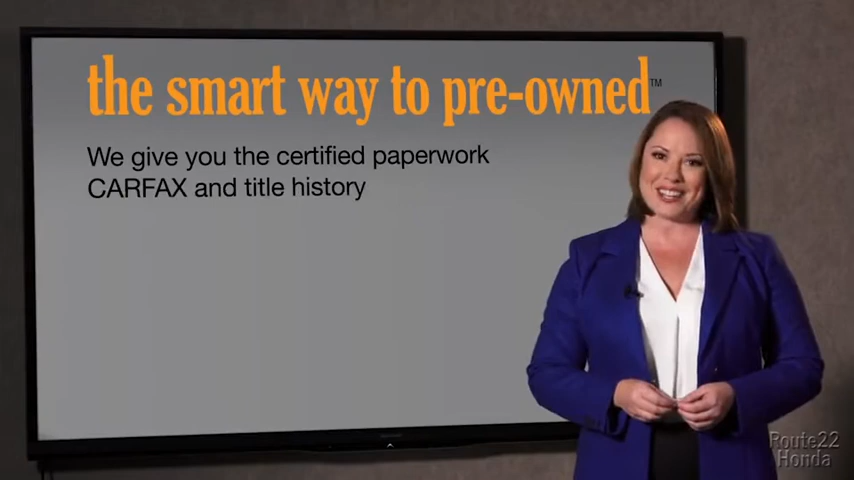 the smart way to pre-owned™
We give you the certified paperwork
CARFAX and title history
Route22
Honda